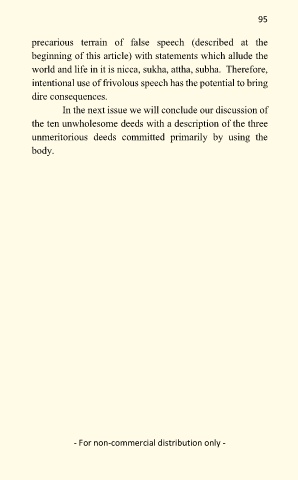 95
precarious terrain of false speech (described at the
beginning of this article) with statements which allude the
world and life in it is nicca, sukha, attha, subha. Therefore,
intentional use of frivolous speech has the potential to bring
dire consequences.
In the next issue we will conclude our discussion of
the ten unwholesome deeds with a description of the three
unmeritorious deeds committed primarily by using the
body.
- For non-commercial distribution only -